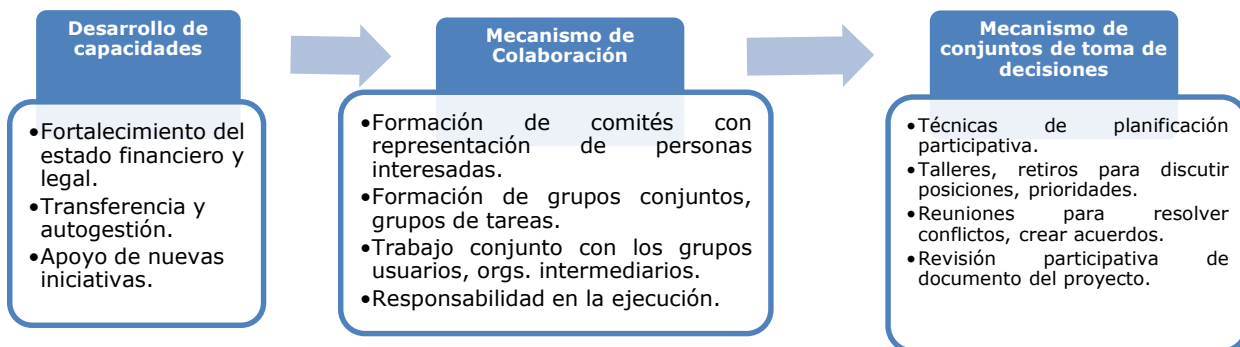 Desarrollo de
capacidades
•Fortalecimiento del
estado financiero y
legal.
•Transferencia y
autogestión.
•Apoyo de nuevas
iniciativas.
Mecanismo de
Colaboración
•Formación de comités con
representación de personas
interesadas.
•Formación de grupos conjuntos,
grupos de tareas.
•Trabajo conjunto con los grupos
usuarios, orgs. intermediarios.
•Responsabilidad en la ejecución.
Mecanismo de
conjuntos de toma de
decisiones
•Técnicas de planificación
participativa.
•Talleres, retiros para discutir
posiciones, prioridades.
•Reuniones para resolver
conflictos, crear acuerdos.
•Revisión participativa de
documento del proyecto.